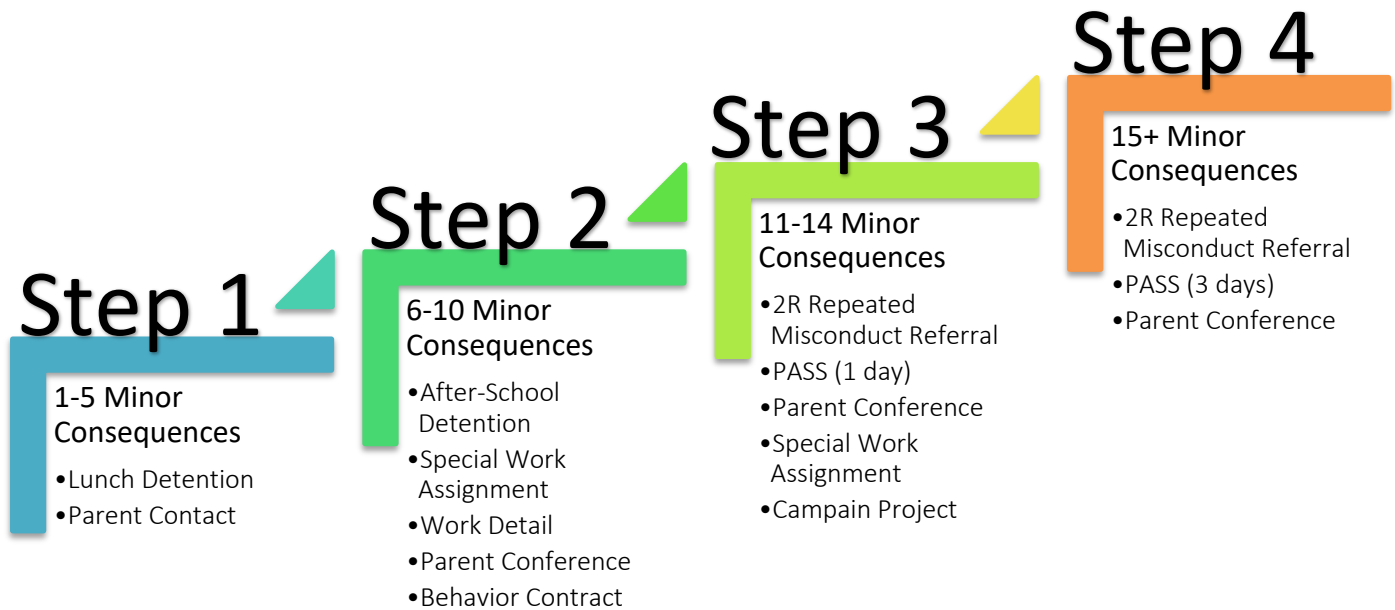 Step 1
1-5 Minor
Consequences
•Lunch Detention
•Parent Contact
Step 2
6-10 Minor
Consequences
•After-School
Detention
•Special Work
Assignment
•Work Detail
•Parent Conference
•Behavior Contract
Step 3
11-14 Minor
Consequences
•2R Repeated
Misconduct Referral
•PASS (1 day)
•Parent Conference
•Special Work
Assignment
•Campain Project
Step 4
15+ Minor
Consequences
•2R Repeated
Misconduct Referral
•PASS (3 days)
•Parent Conference